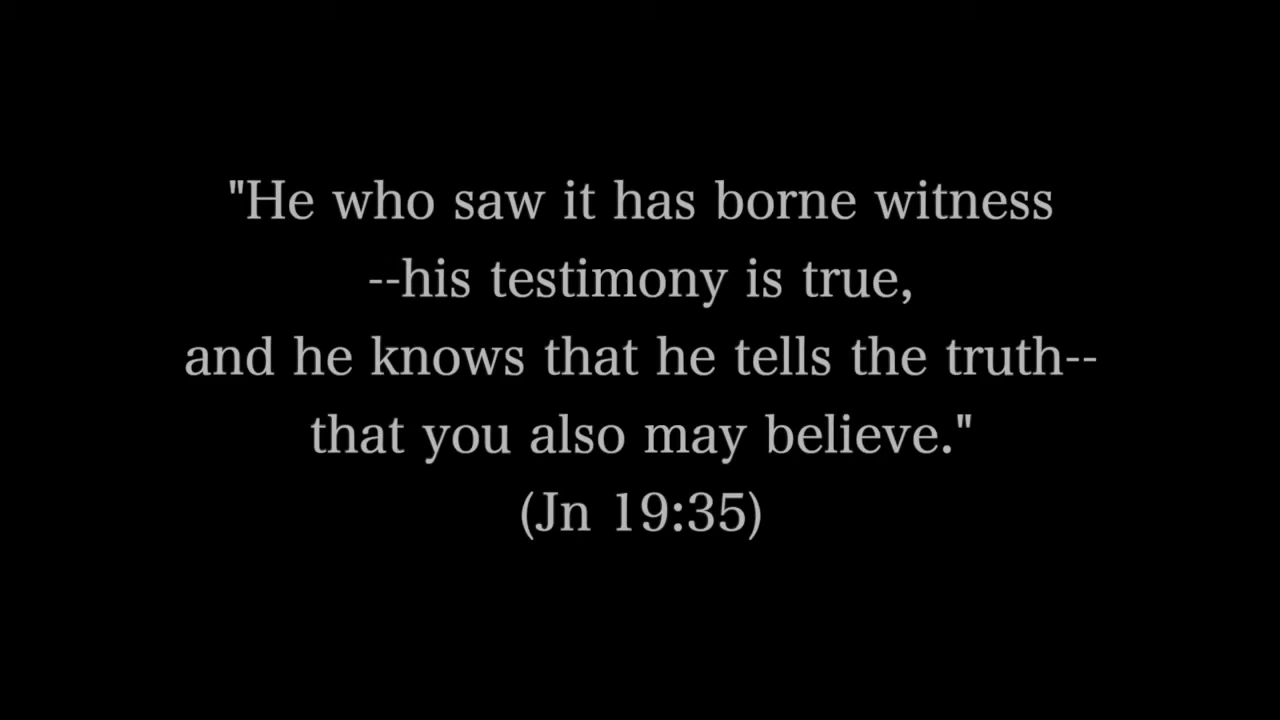 "He who saw it has borne witness
--his testimony is true,
and he knows that he tells the truth--
that you also may believe."
(Jn 19:35)